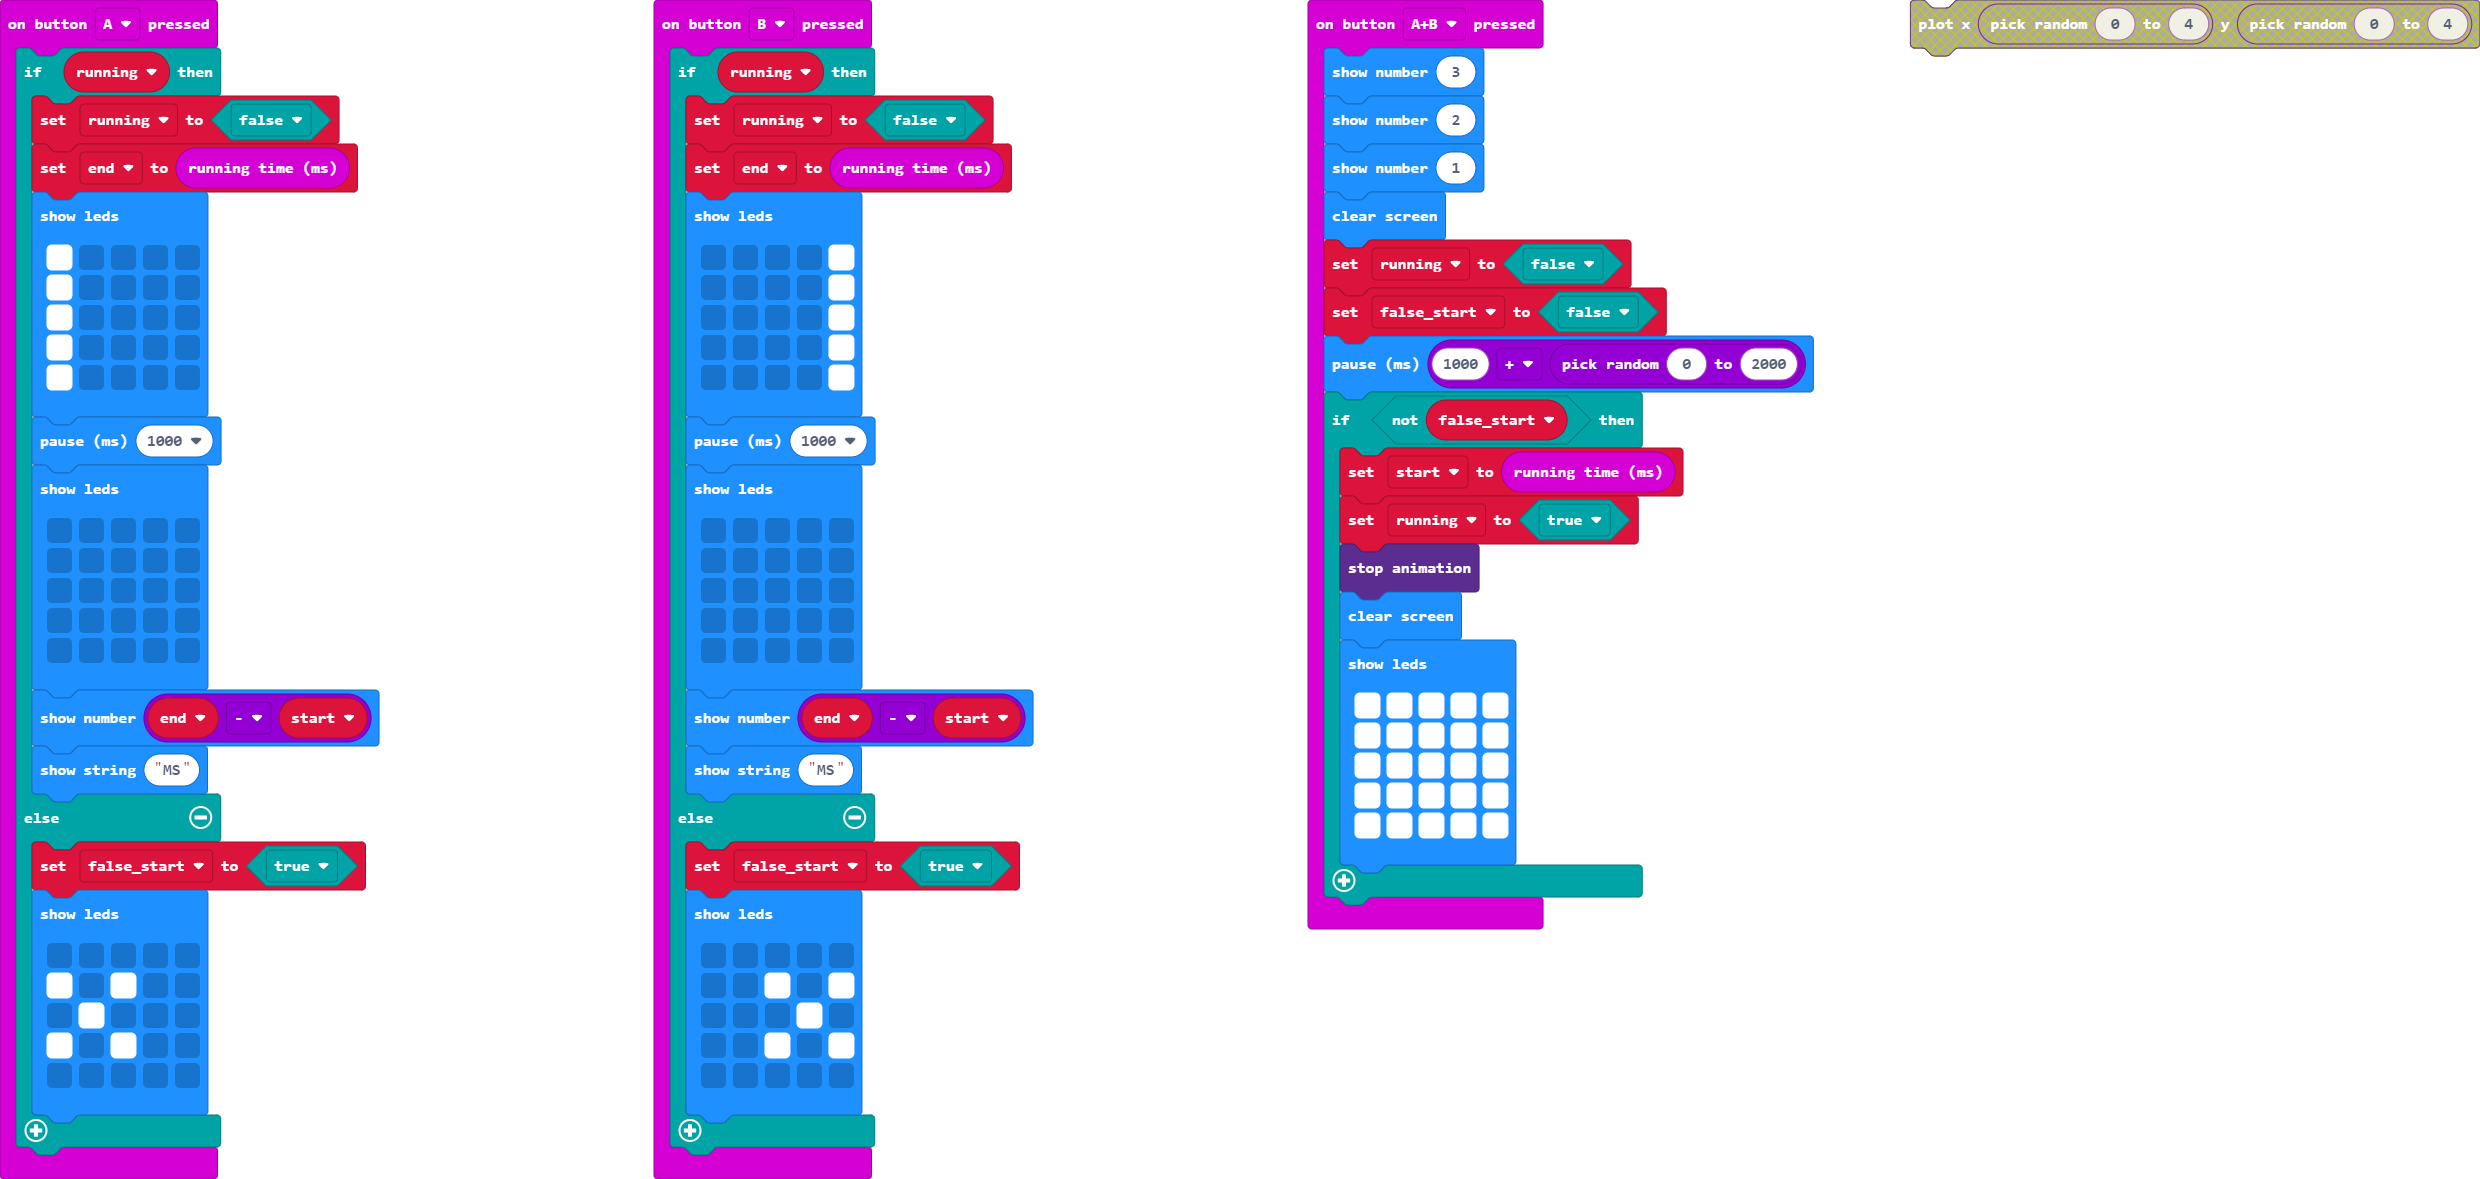 on button A pressed
if running then
set running to false
set end to running time (ms)
show leds
pause (ms) 1000
show leds
show number end - start
show string "MS"
else
set false_start to true
show leds
on button B pressed
if running then
set running to false
set end to running time (ms)
show leds
pause (ms) 1000
show leds
show number end - start
show string "MS"
else
set false_start to true
show leds
on button A+B pressed
show number 3
show number 2
show number 1
clear screen
set running to false
set false_start to false
pause (ms) 1000 + pick random 0 to 2000
if not false_start then
set start to running time (ms)
set running to true
stop animation
clear screen
show leds
plot x pick random 0 to 4 y pick random 0 to 4